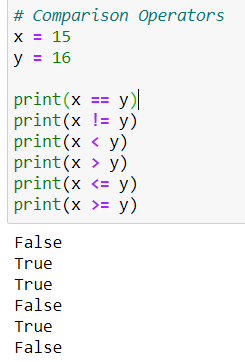 # Comparison Operators
x = 15
y = 16
print(x == y)
print(x != y)
print(x < y)
print(x > y)
print(x <= y)
print(x >= y)
False
True
True
False
True
False